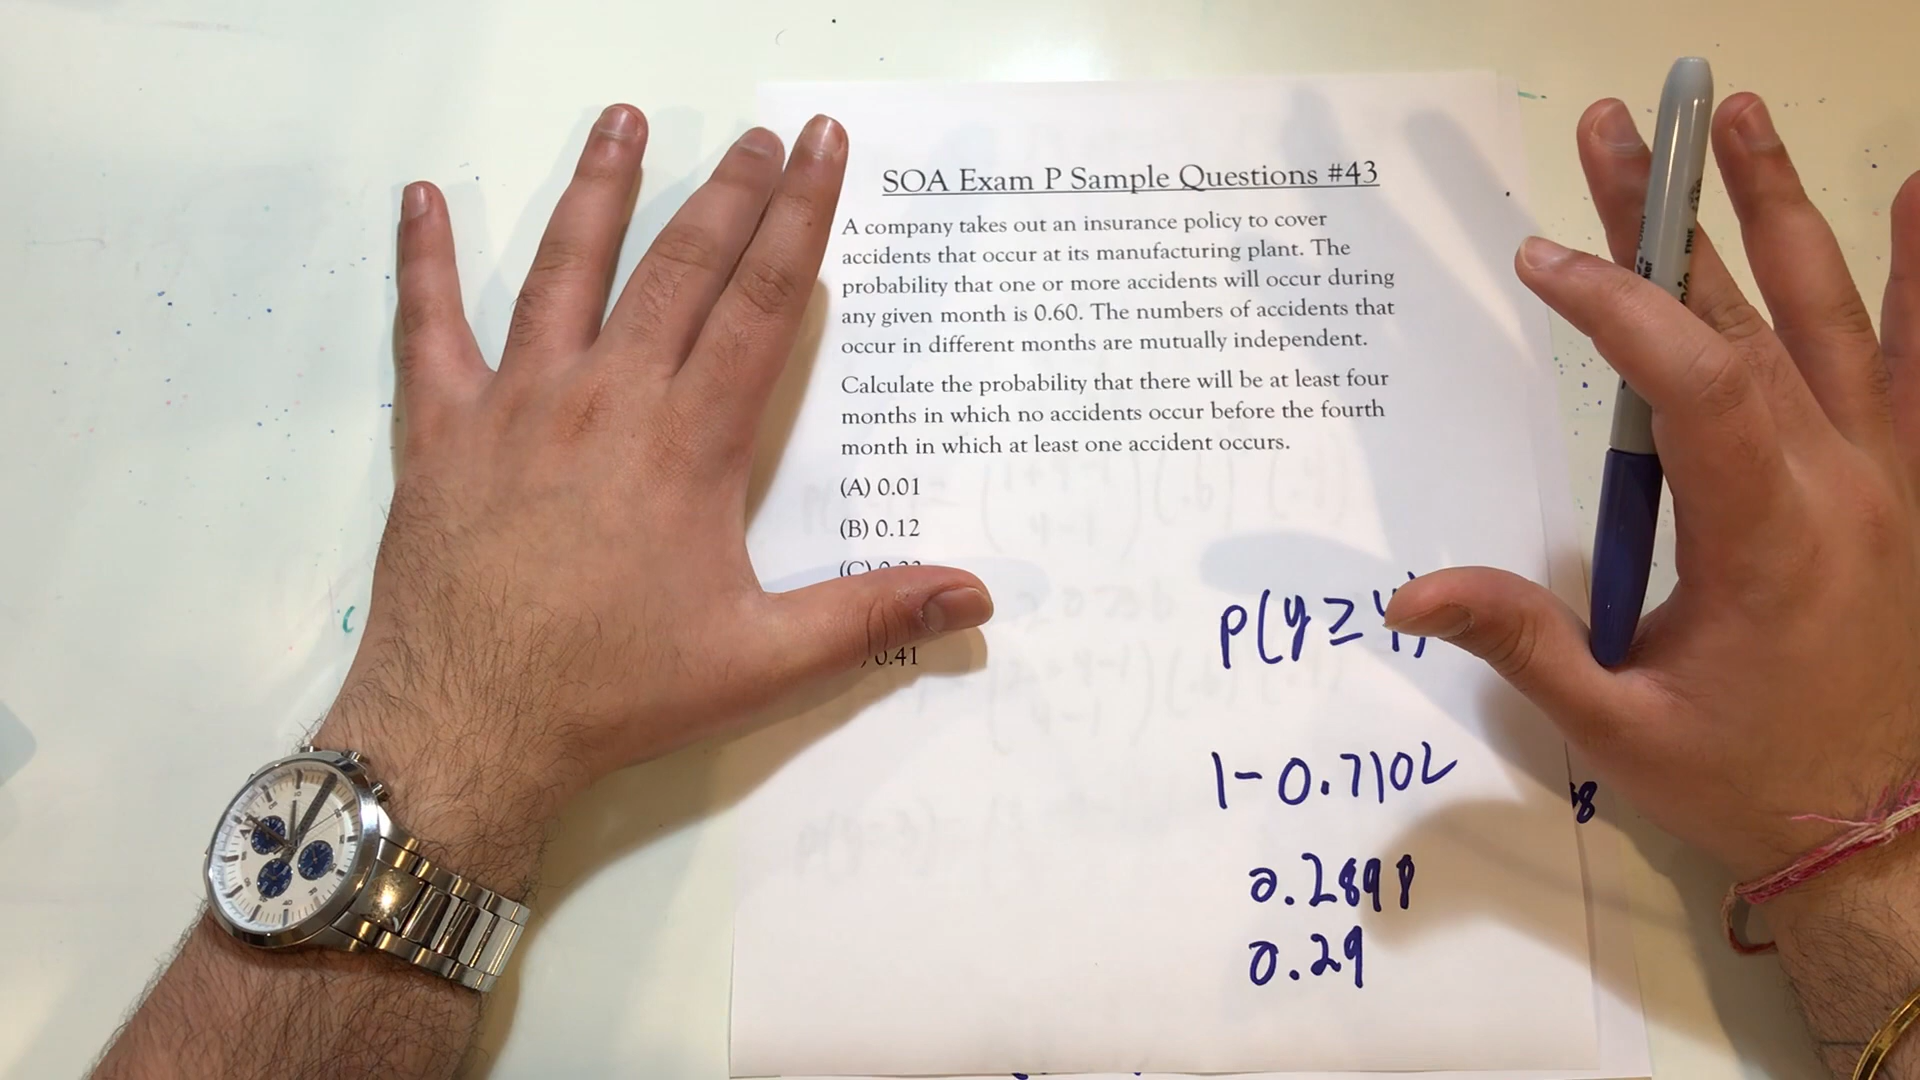 SOA Exam P Sample Questions #43
A company takes out an insurance policy to cover
accidents that occur at its manufacturing plant. The
probability that one or more accidents will occur during
any given month is 0.60. The numbers of accidents that
occur in different months are mutually independent.
Calculate the probability that there will be at least four
months in which no accidents occur before the fourth
month in which at least one accident occurs.
(A) 0.01
(B) 0.12
(C)
0.41
P(y ≥ 4)
1-0.7102
0.2898
0.29
FINE